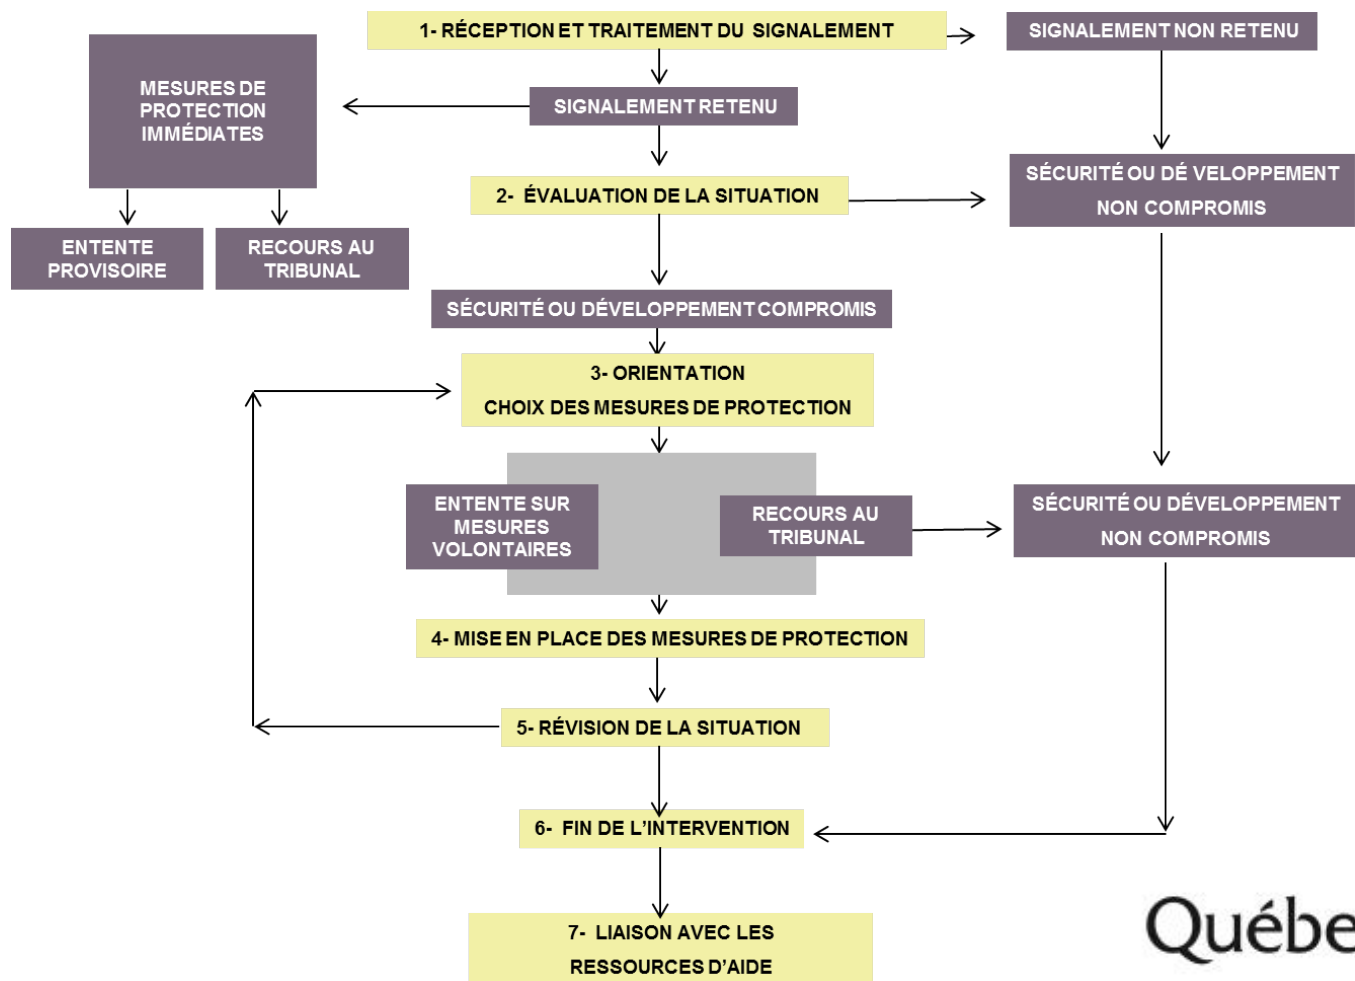 1- RÉCEPTION ET TRAITEMENT DU SIGNALEMENT
SIGNALEMENT NON RETENU
MESURES DE
PROTECTION
IMMÉDIATES
SIGNALEMENT RETENU
2- ÉVALUATION DE LA SITUATION
SÉCURITÉ OU DÉ VELOPPEMENT
NON COMPROMIS
ENTENTE
PROVISOIRE
RECOURS AU
TRIBUNAL
SÉCURITÉ OU DÉVELOPPEMENT COMPROMIS
3- ORIENTATION
CHOIX DES MESURES DE PROTECTION
ENTENTE SUR
MESURES
VOLONTAIRES
RECOURS AU
TRIBUNAL
SÉCURITÉ OU DÉVELOPPEMENT
NON COMPROMIS
4- MISE EN PLACE DES MESURES DE PROTECTION
5- RÉVISION DE LA SITUATION
6- FIN DE L'INTERVENTION
7- LIAISON AVEC LES
RESSOURCES D'AIDE
Québe